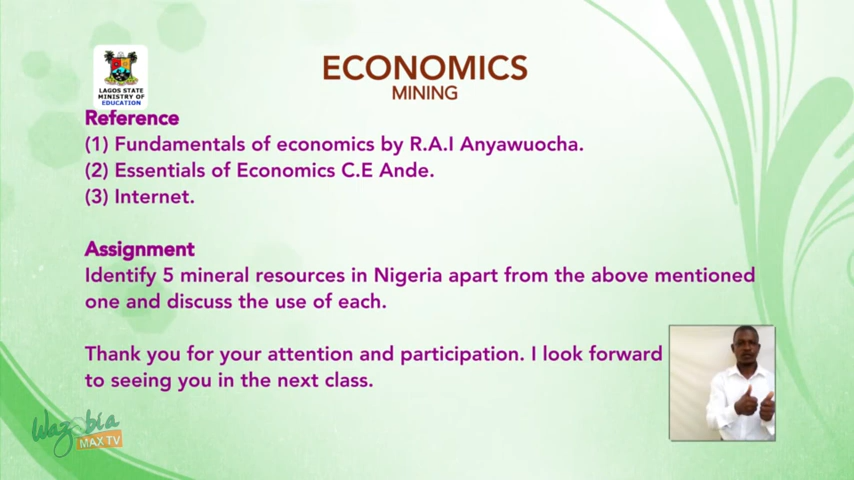 LAGOS STATE
MINISTRY OF
EDUCATION
ECONOMICS
MINING
Reference
(1) Fundamentals of economics by R.A.I Anyawuocha.
(2) Essentials of Economics C.E Ande.
(3) Internet.
Assignment
Identify 5 mineral resources in Nigeria apart from the above mentioned
one and discuss the use of each.
Thank you for your attention and participation. I look forward
to seeing you in the next class.
Wazobia
MAX TV